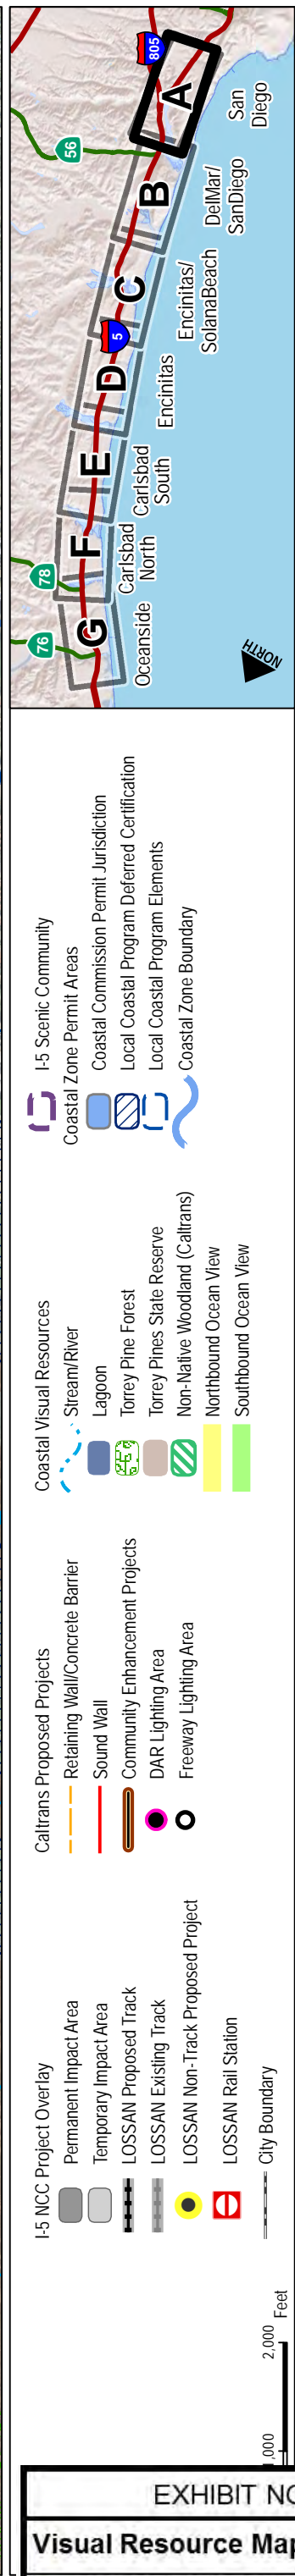 I-5 NCC Project Overlay
Permanent Impact Area
Temporary Impact Area
LOSSAN Proposed Track
LOSSAN Existing Track
LOSSAN Non-Track Proposed Project
LOSSAN Rail Station
City Boundary
2,000
Feet
Caltrans Proposed Projects
Retaining Wall/Concrete Barrier
Sound Wall
Community Enhancement Projects
DAR Lighting Area
Freeway Lighting Area
Coastal Visual Resources
Stream/River
Lagoon
Torrey Pine Forest
Torrey Pines State Reserve
Non-Native Woodland (Caltrans)
Northbound Ocean View
Southbound Ocean View
I-5 Scenic Community
Coastal Zone Permit Areas
Coastal Commission Permit Jurisdiction
Local Coastal Program Deferred Certification
Local Coastal Program Elements
Coastal Zone Boundary
76
78
56
805
5
G
F
E
D
C
B
A
Oceanside
Carlsbad
North
Carlsbad
South
Encinitas
Encinitas/
SolanaBeach
DelMar/
SanDiego
San
Diego
NORTH
EXHIBIT NO
Visual Resource Map